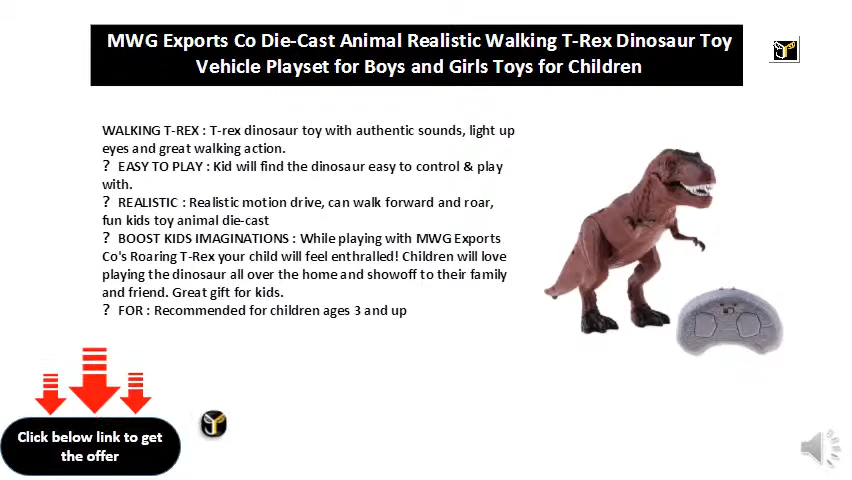 MWG Exports Co Die-Cast Animal Realistic Walking T-Rex Dinosaur Toy
Vehicle Playset for Boys and Girls Toys for Children
WALKING T-REX : T-rex dinosaur toy with authentic sounds, light up
eyes and great walking action.
? EASY TO PLAY : Kid will find the dinosaur easy to control & play
with.
? REALISTIC : Realistic motion drive, can walk forward and roar,
fun kids toy animal die-cast
? BOOST KIDS IMAGINATIONS : While playing with MWG Exports
Co's Roaring T-Rex your child will feel enthralled! Children will love
playing the dinosaur all over the home and showoff to their family
and friend. Great gift for kids.
? FOR : Recommended for children ages 3 and up
Click below link to get
the offer